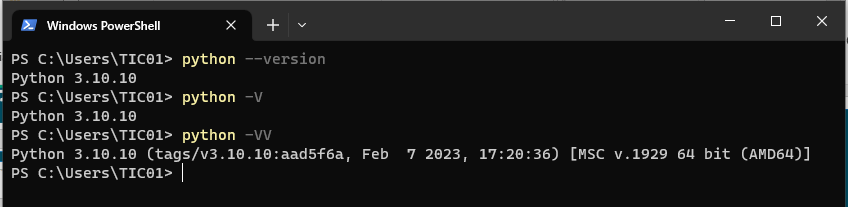 Windows PowerShell
PS C:\Users\TIC01> python --version
Python 3.10.10
PS C:\Users\TIC01> python -V
Python 3.10.10
PS C:\Users\TIC01> python -VV
Python 3.10.10 (tags/v3.10.10:aad5f6a, Feb  7 2023, 17:20:36) [MSC v.1929 64 bit (AMD64)]
PS C:\Users\TIC01>